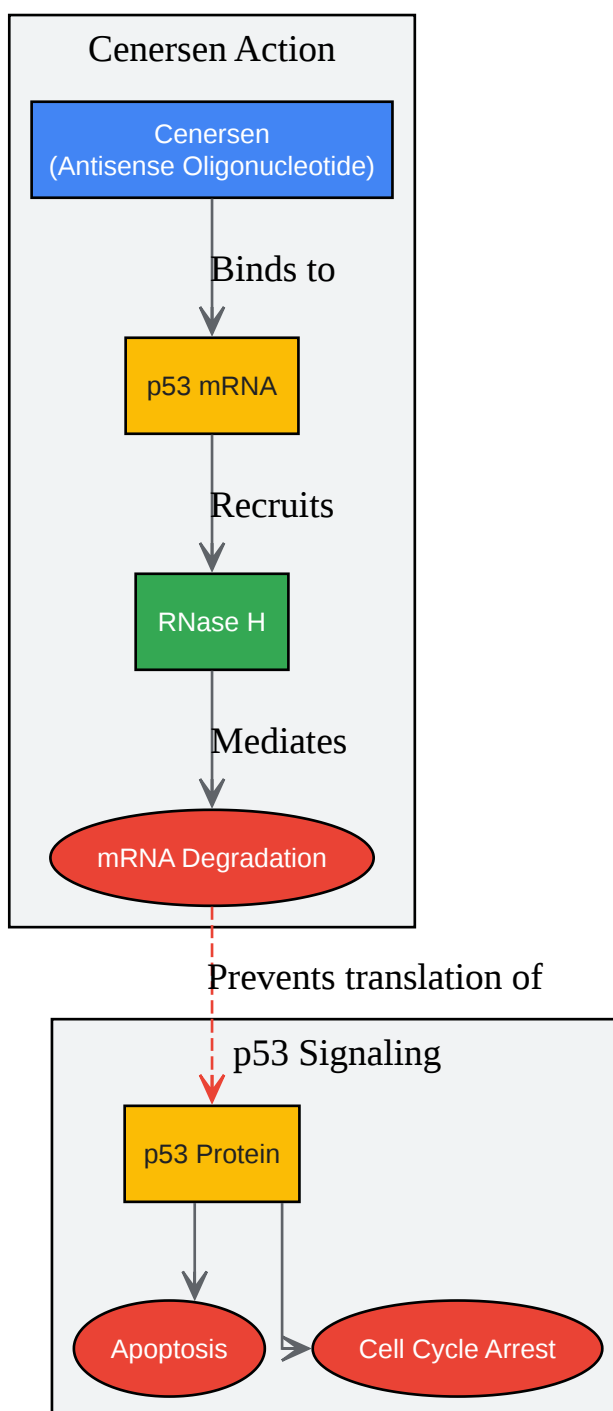 Cenersen Action
Cenersen
(Antisense Oligonucleotide)
Binds to
p53 mRNA
Recruits
RNase H
Mediates
mRNA Degradation
Prevents translation of
p53 Signaling
p53 Protein
Apoptosis
Cell Cycle Arrest